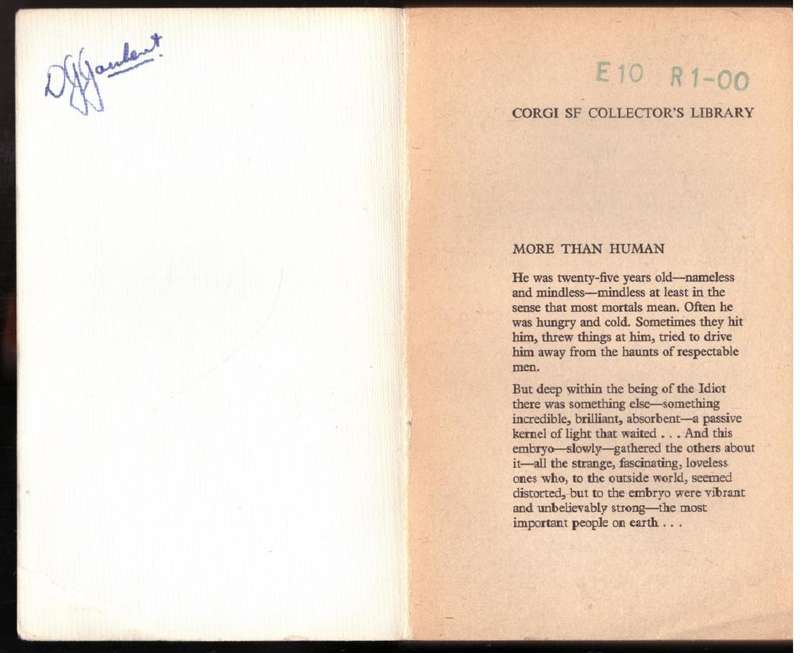 E10 R1-00
CORGI SF COLLECTOR'S LIBRARY
MORE THAN HUMAN
He was twenty-five years old—nameless
and mindless—mindless at least in the
sense that most mortals mean. Often he
was hungry and cold. Sometimes they hit
him, threw things at him, tried to drive
him away from the haunts of respectable
men.
But deep within the being of the Idiot
there was something else—something
incredible, brilliant, absorbent—a passive
kernel of light that waited . . . And this
embryo—slowly—gathered the others about
it—all the strange, fascinating, loveless
ones who, to the outside world, seemed
distorted, but to the embryo were vibrant
and unbelievably strong—the most
important people on earth . . .